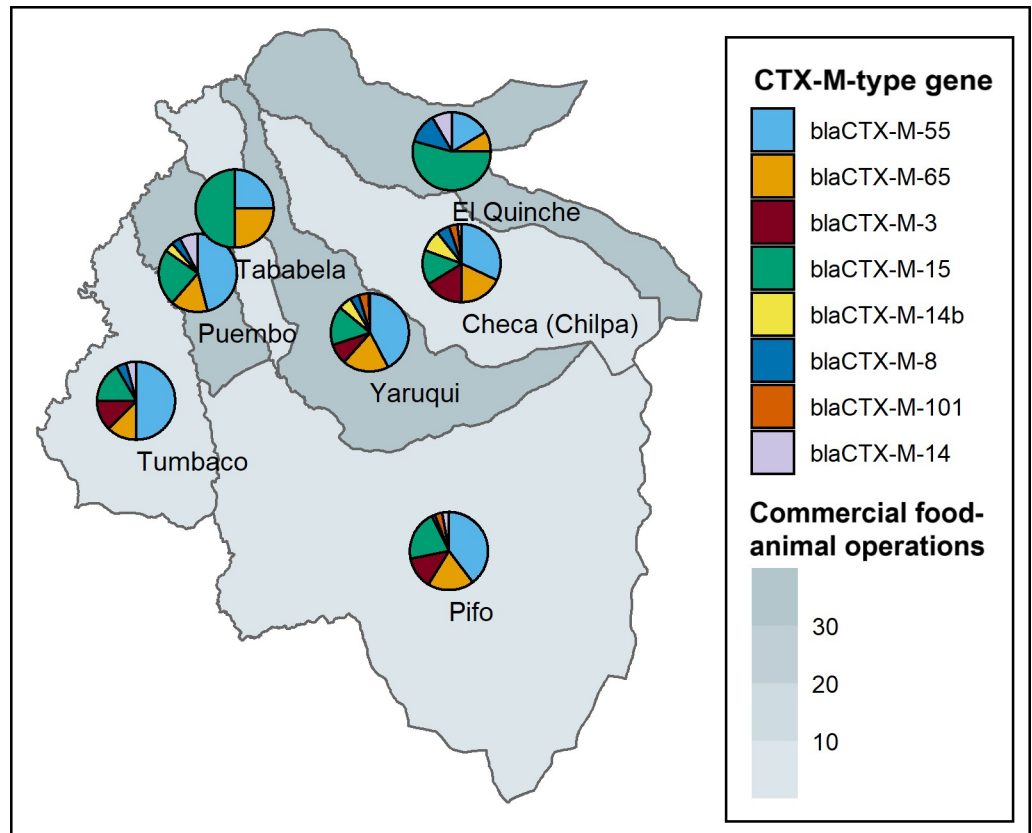 El Quinche
Tababela
Puembo
Checa (Chilpa)
Yaruqui
Tumbaco
Pifo
CTX-M-type gene
blaCTX-M-55
blaCTX-M-65
blaCTX-M-3
blaCTX-M-15
blaCTX-M-14b
blaCTX-M-8
blaCTX-M-101
blaCTX-M-14
Commercial food-
animal operations
30
20
10